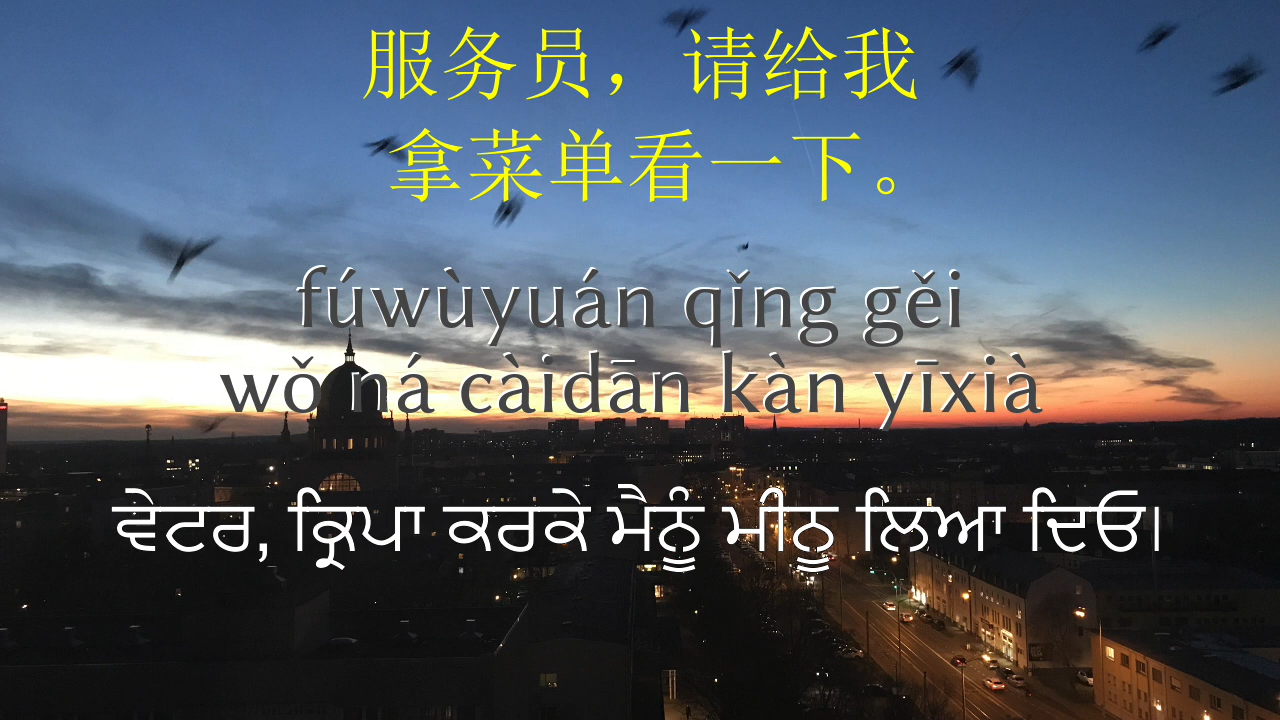 服务员，请给我
拿菜单看一下。
fúwùyuán qǐng gěi
wǒ ná càidān kàn yīxià
ਵੇਟਰ, ਕ੍ਰਿਪਾ ਕਰਕੇ ਮੈਨੂੰ ਮੀਨੂ ਲਿਆ ਦਿਓ।